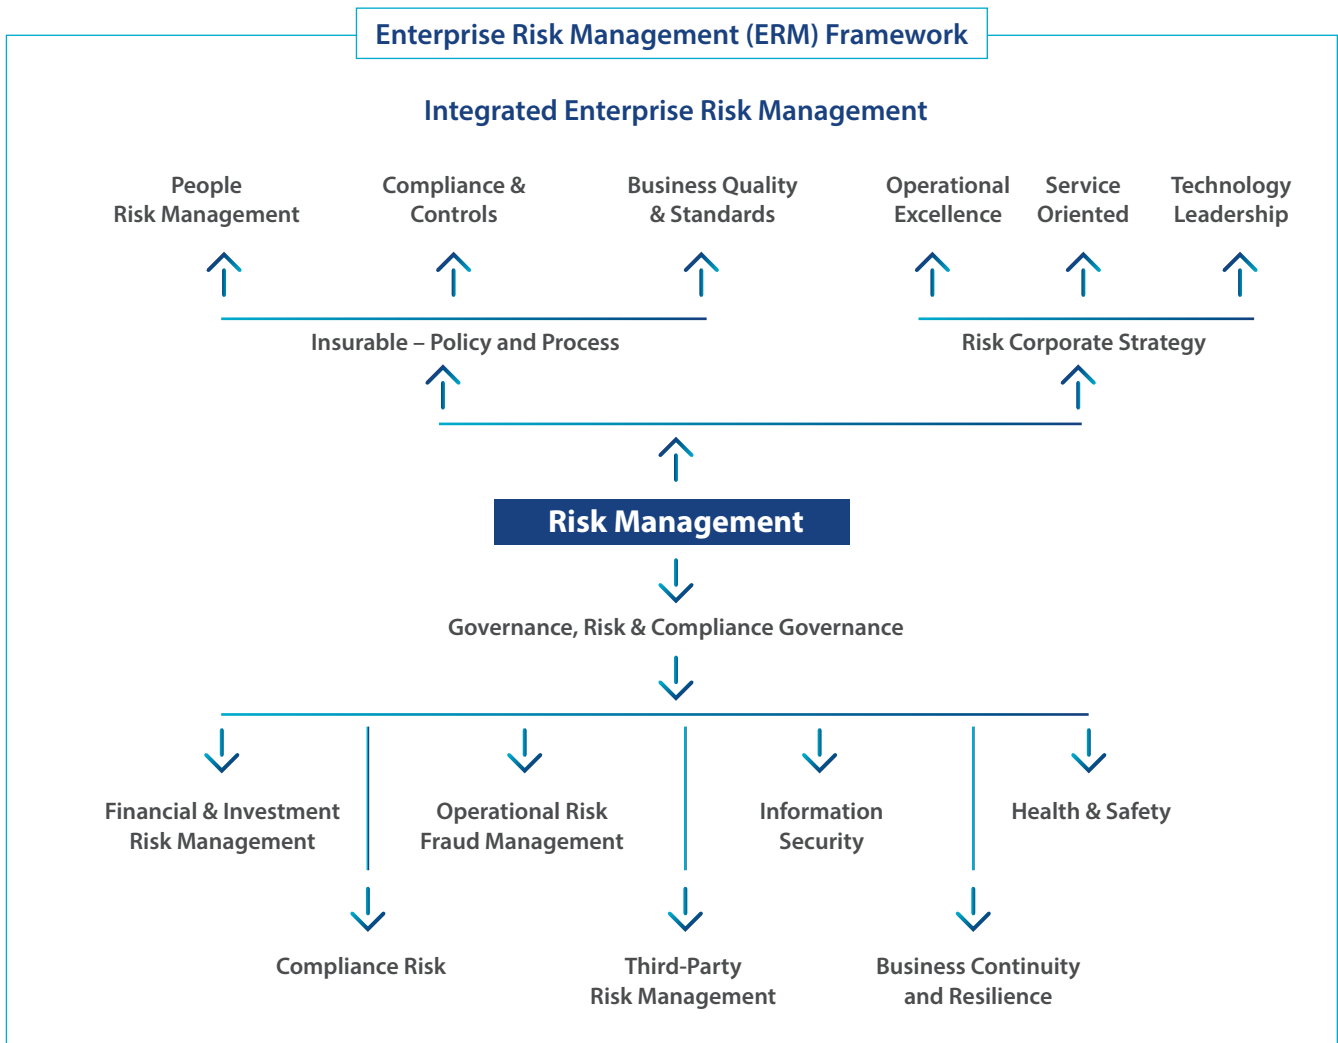 Enterprise Risk Management (ERM) Framework
Integrated Enterprise Risk Management
People
Risk Management
Compliance &
Controls
Business Quality
& Standards
Operational
Excellence
Service
Oriented
Technology
Leadership
Insurable – Policy and Process
Risk Corporate Strategy
Risk Management
Governance, Risk & Compliance Governance
Financial & Investment
Risk Management
Operational Risk
Fraud Management
Information
Security
Health & Safety
Compliance Risk
Third-Party
Risk Management
Business Continuity
and Resilience